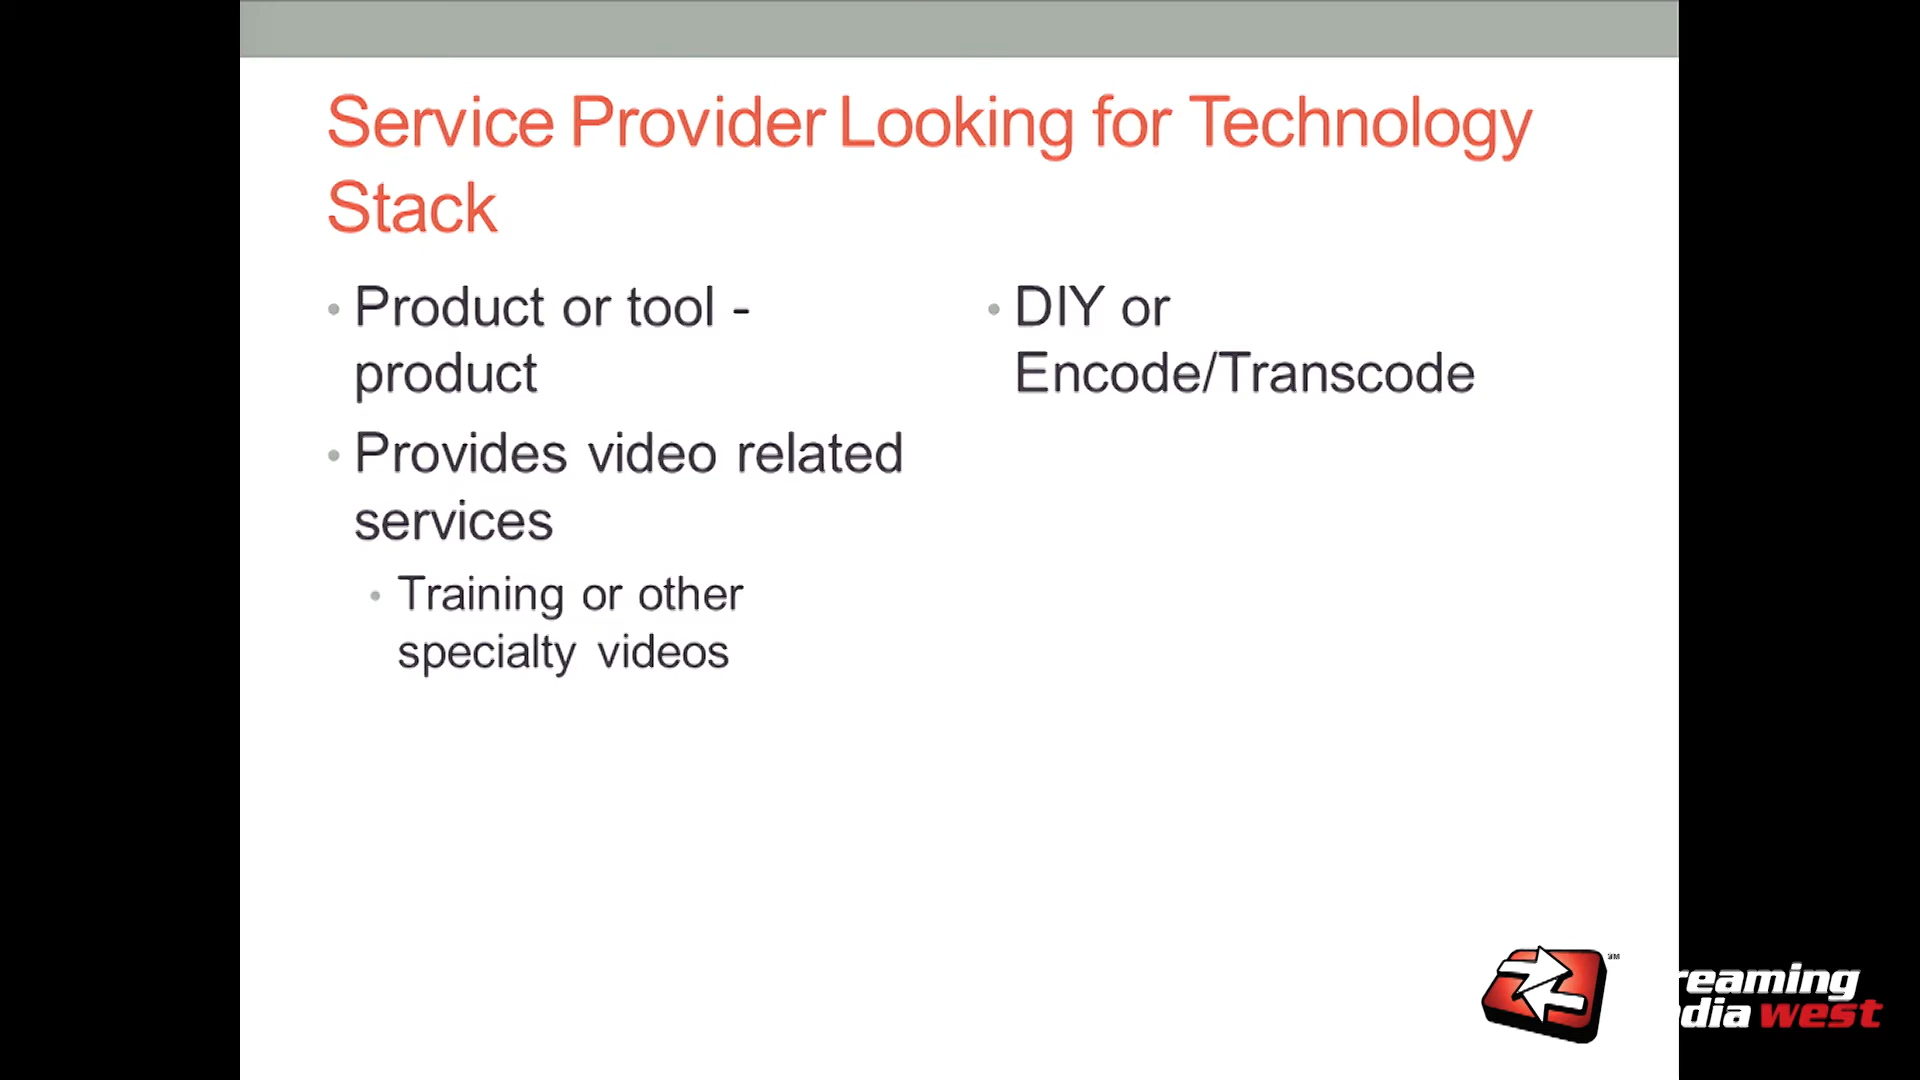 Service Provider Looking for Technology
Stack
• Product or tool -
product
• Provides video related
services
• Training or other
specialty videos
• DIY or
Encode/Transcode
SM
reaming
dia west